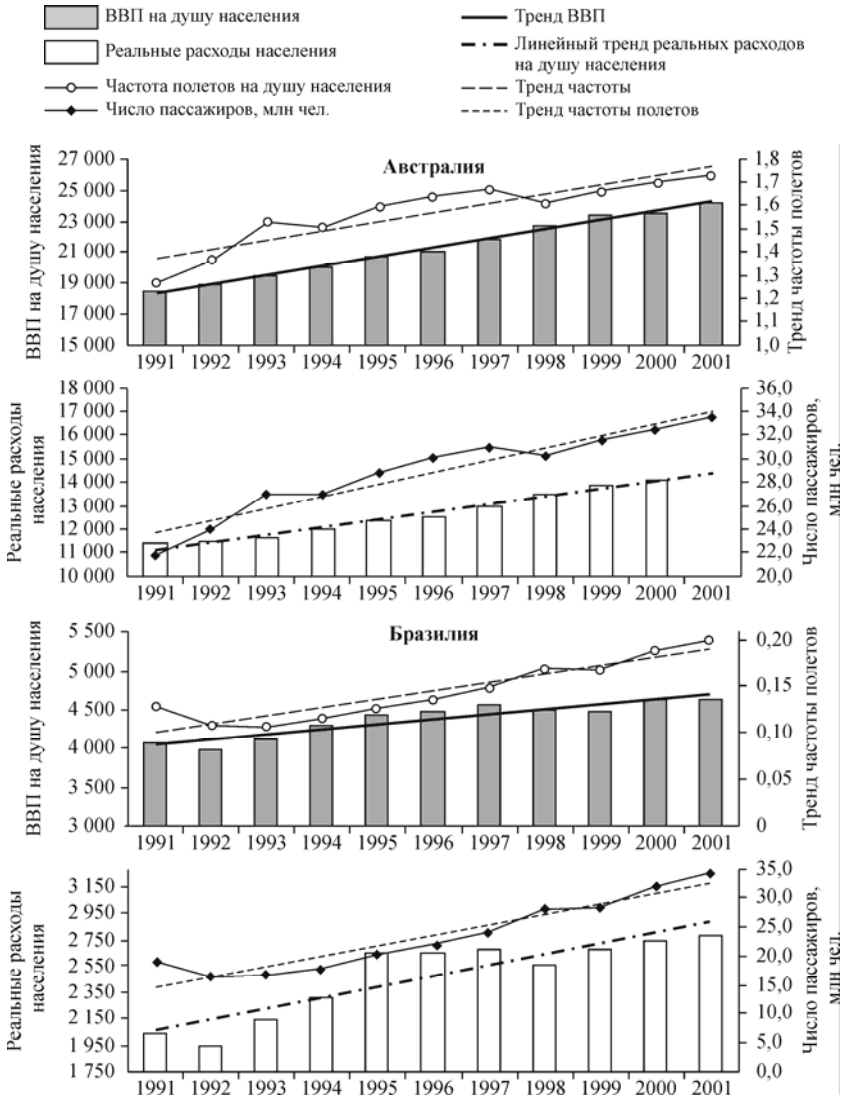 ВВП на душу населения
Реальные расходы населения
Частота полетов на душу населения
Число пассажиров, млн чел.
Тренд ВВП
Линейный тренд реальных расходов
на душу населения
Тренд частоты
Тренд частоты полетов
Австралия
ВВП на душу населения
27 000
25 000
23 000
21 000
19 000
17 000
15 000
1,8
1,7
1,6
1,5
1,4
1,3
1,2
1,1
1,0
Тренд частоты полетов
1991 1992 1993 1994 1995 1996 1997 1998 1999 2000 2001
Реальные расходы
населения
18 000
17 000
16 000
15 000
14 000
13 000
12 000
11 000
10 000
36,0
34,0
32,0
30,0
28,0
26,0
24,0
22,0
20,0
Число пассажиров,
млн чел.
1991 1992 1993 1994 1995 1996 1997 1998 1999 2000 2001
Бразилия
ВВП на душу населения
5 500
5 000
4 500
4 000
3 500
3 000
0,20
0,15
0,10
0,05
0
Тренд частоты полетов
1991 1992 1993 1994 1995 1996 1997 1998 1999 2000 2001
Реальные расходы
населения
3 150
2 950
2 750
2 550
2 350
2 150
1 950
1 750
35,0
30,0
25,0
20,0
15,0
10,0
5,0
0,0
Число пассажиров,
млн чел.
1991 1992 1993 1994 1995 1996 1997 1998 1999 2000 2001